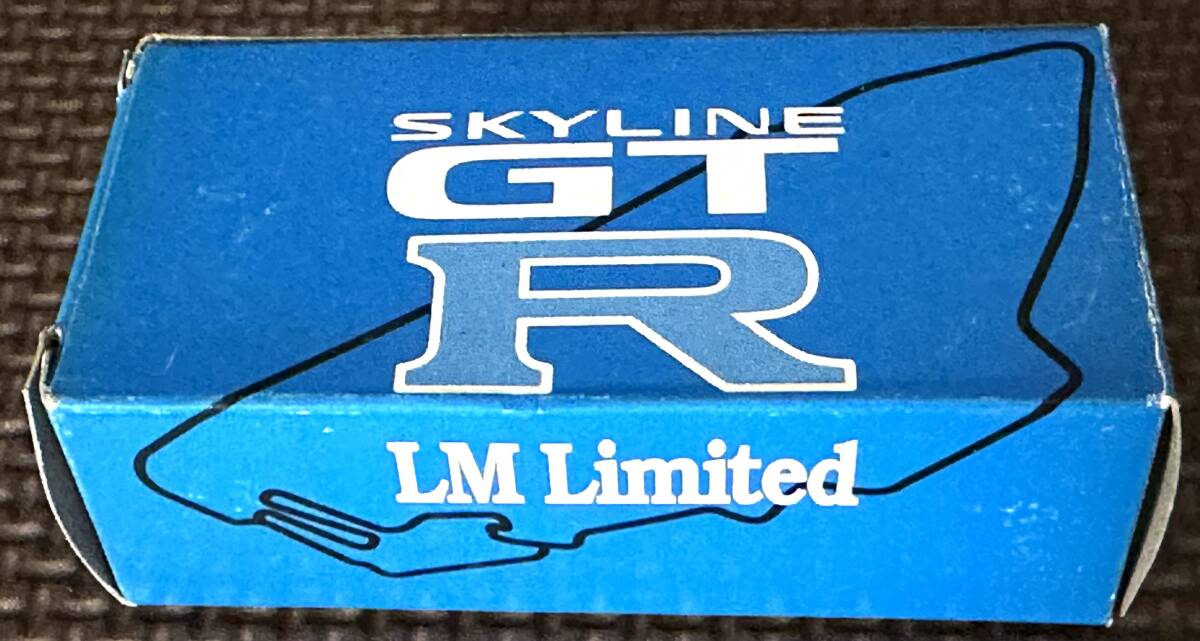 SKYLINE
GT
R
LM Limited